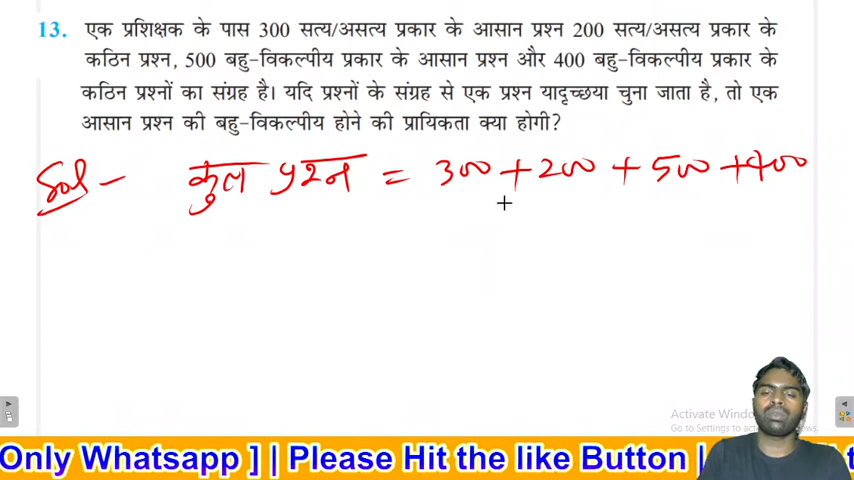 13. एक प्रशिक्षक के पास 300 सत्य/असत्य प्रकार के आसान प्रश्न 200 सत्य/असत्य प्रकार के
कठिन प्रश्न, 500 बहु-विकल्पीय प्रकार के आसान प्रश्न और 400 बहु-विकल्पीय प्रकार के
कठिन प्रश्नों का संग्रह है। यदि प्रश्नों के संग्रह से एक प्रश्न यादृच्छया चुना जाता है, तो एक
आसान प्रश्न की बहु-विकल्पीय होने की प्रायिकता क्या होगी?
Sol - कुल प्रश्न = 300 + 200 + 500 + 400
Activate Windo
Go to Settings to activate Windows.
Only Whatsapp ] | Please Hit the like Button |